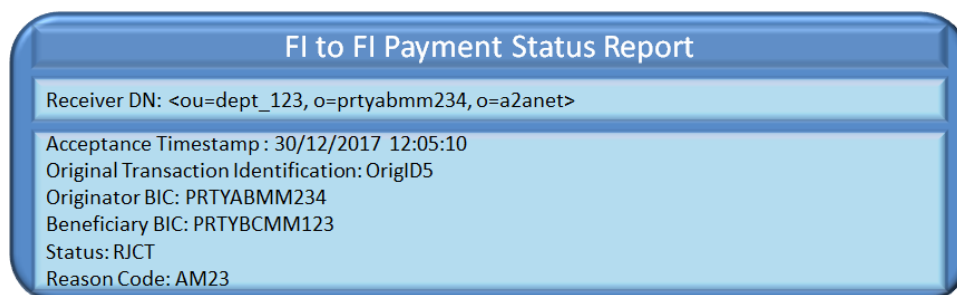 FI to FI Payment Status Report
Receiver DN: <ou=dept_123, o=prtyabmm234, o=a2anet>
Acceptance Timestamp : 30/12/2017 12:05:10
Original Transaction Identification: OrigID5
Originator BIC: PRTYABMM234
Beneficiary BIC: PRTYBCMM123
Status: RJCT
Reason Code: AM23